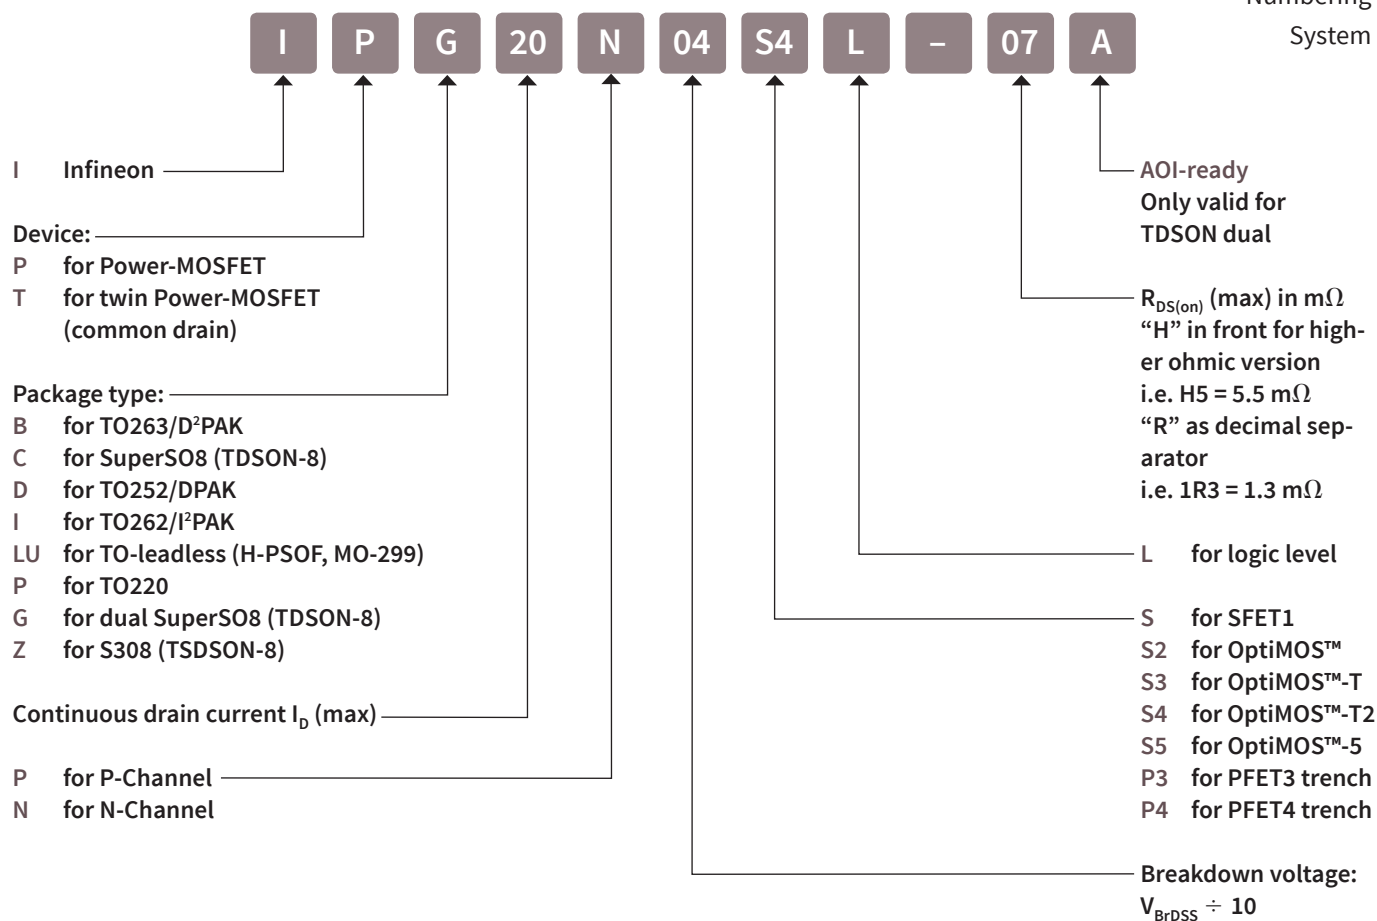 Numbering
System
I P G 20 N 04 S4 L – 07 A
I Infineon
Device:
P for Power-MOSFET
T for twin Power-MOSFET
(common drain)
Package type:
B for TO263/D²PAK
C for SuperSO8 (TDSON-8)
D for TO252/DPAK
I for TO262/I²PAK
LU for TO-leadless (H-PSOF, MO-299)
P for TO220
G for dual SuperSO8 (TDSON-8)
Z for S308 (TSDSON-8)
Continuous drain current I_D (max)
P for P-Channel
N for N-Channel
AOI-ready
Only valid for
TDSON dual
R_DS(on) (max) in mΩ
“H” in front for high-
er ohmic version
i.e. H5 = 5.5 mΩ
“R” as decimal sep-
arator
i.e. 1R3 = 1.3 mΩ
L for logic level
S for SFET1
S2 for OptiMOS™
S3 for OptiMOS™-T
S4 for OptiMOS™-T2
S5 for OptiMOS™-5
P3 for PFET3 trench
P4 for PFET4 trench
Breakdown voltage:
V_BrDSS ÷ 10